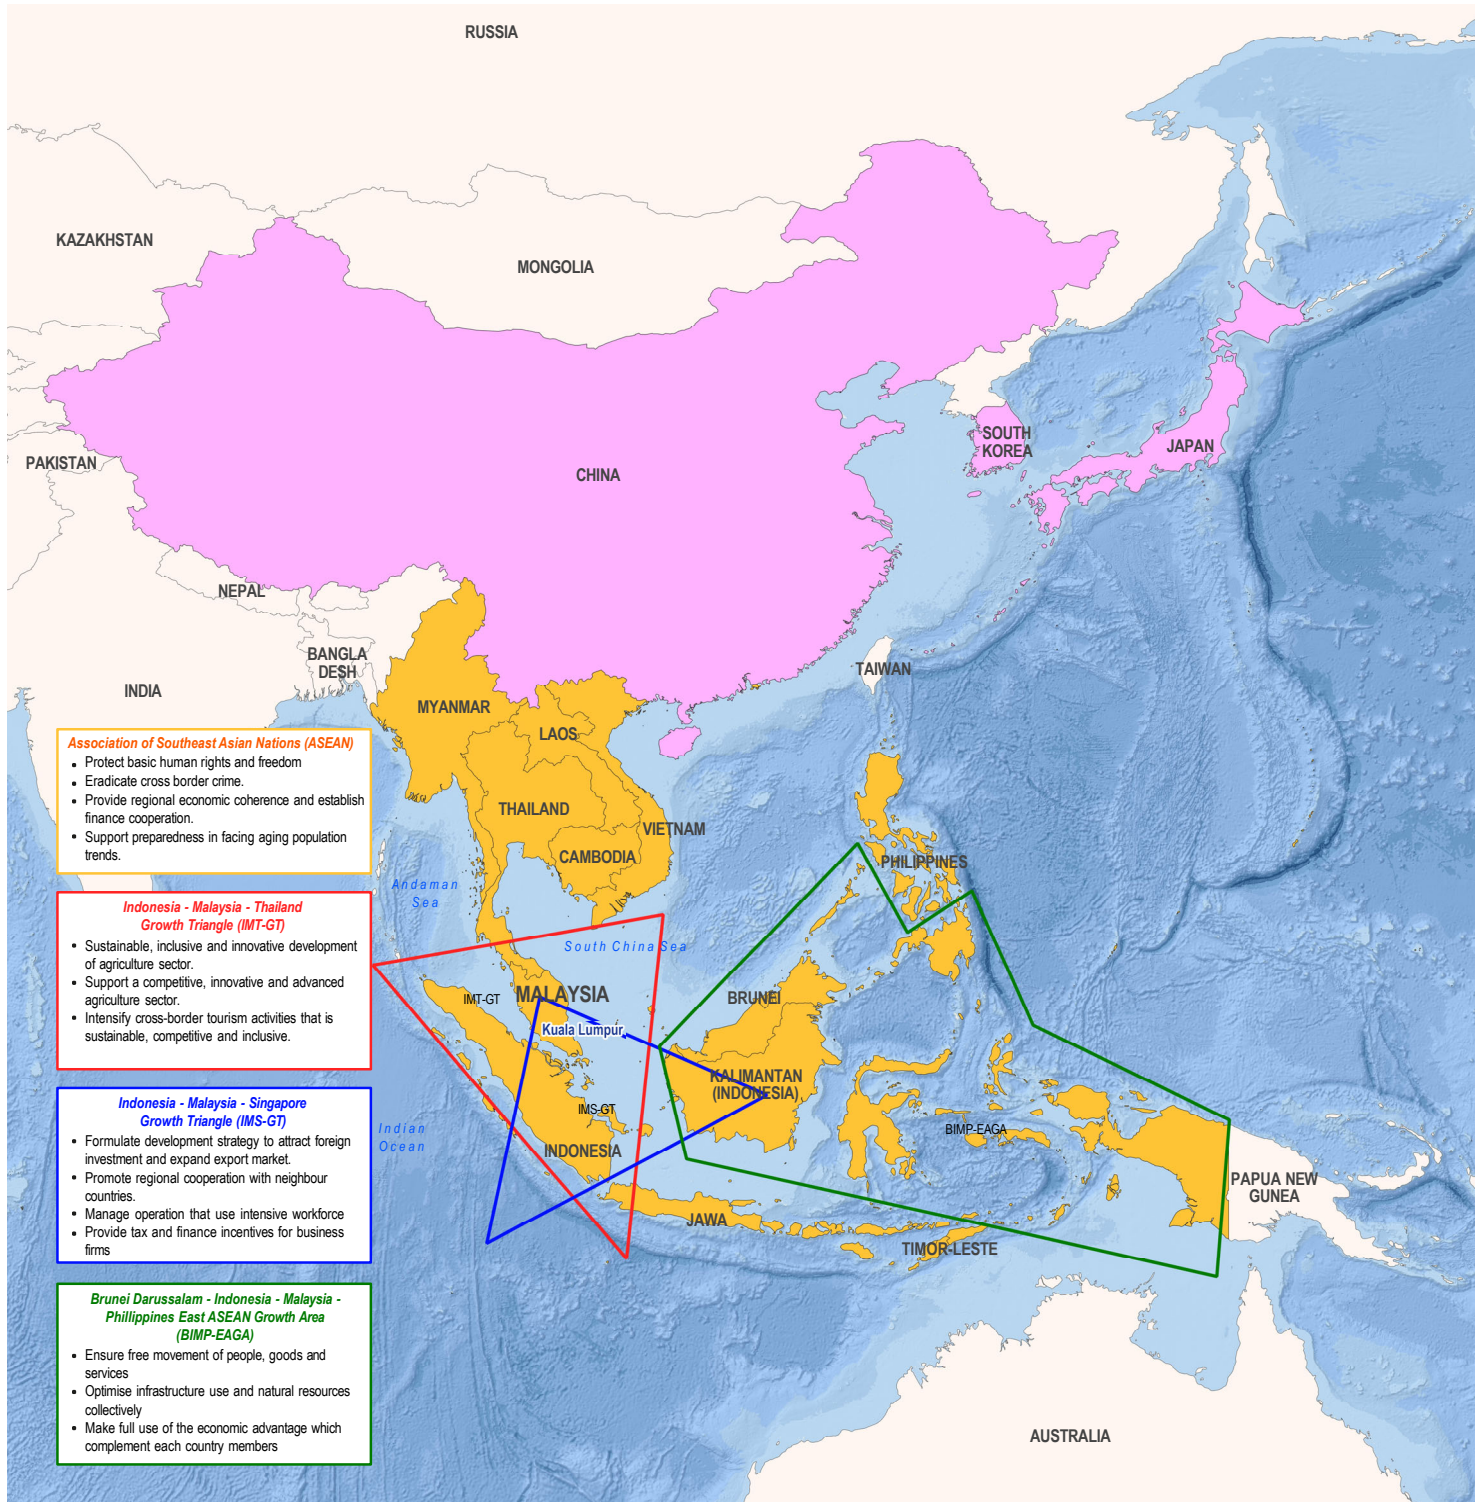 RUSSIA
KAZAKHSTAN
MONGOLIA
SOUTH
KOREA
JAPAN
PAKISTAN
CHINA
NEPAL
BANGLA
DESH
TAIWAN
INDIA
MYANMAR
LAOS
THAILAND
VIETNAM
CAMBODIA
PHILIPPINES
Andaman
Sea
South China Sea
IMT-GT
MALAYSIA
BRUNEI
Kuala Lumpur
KALIMANTAN
(INDONESIA)
IMS-GT
BIMP-EAGA
Indian
Ocean
INDONESIA
PAPUA NEW
GUNEA
JAWA
TIMOR-LESTE
AUSTRALIA
Association of Southeast Asian Nations (ASEAN)
• Protect basic human rights and freedom
• Eradicate cross border crime.
• Provide regional economic coherence and establish
finance cooperation.
• Support preparedness in facing aging population
trends.
Indonesia - Malaysia - Thailand
Growth Triangle (IMT-GT)
• Sustainable, inclusive and innovative development
of agriculture sector.
• Support a competitive, innovative and advanced
agriculture sector.
• Intensify cross-border tourism activities that is
sustainable, competitive and inclusive.
Indonesia - Malaysia - Singapore
Growth Triangle (IMS-GT)
• Formulate development strategy to attract foreign
investment and expand export market.
• Promote regional cooperation with neighbour
countries.
• Manage operation that use intensive workforce
• Provide tax and finance incentives for business
firms
Brunei Darussalam - Indonesia - Malaysia -
Phillippines East ASEAN Growth Area
(BIMP-EAGA)
• Ensure free movement of people, goods and
services
• Optimise infrastructure use and natural resources
collectively
• Make full use of the economic advantage which
complement each country members